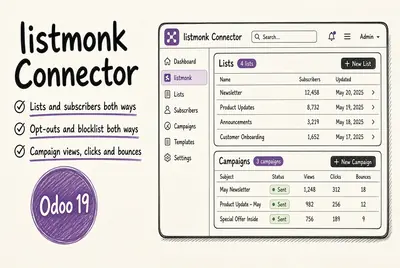 listmonk
Connector
Lists and subscribers both ways
Opt-outs and blocklist both ways
Campaign views, clicks and bounces
Odoo 19
listmonk Connector
Search...
Admin
Dashboard
listmonk
Lists
Subscribers
Campaigns
Templates
Settings
Lists 4 lists + New List
Name Subscribers Updated
Newsletter 12,458 May 20, 2025
Product Updates 8,732 May 19, 2025
Announcements 3,219 May 18, 2025
Customer Onboarding 1,652 May 17, 2025
Campaigns 3 campaigns + New Campaign
Subject Status Views Clicks Bounces
May Newsletter Sent 1,248 312 18
Product Update - May Sent 982 256 12
Special Offer Inside Sent 756 189 9